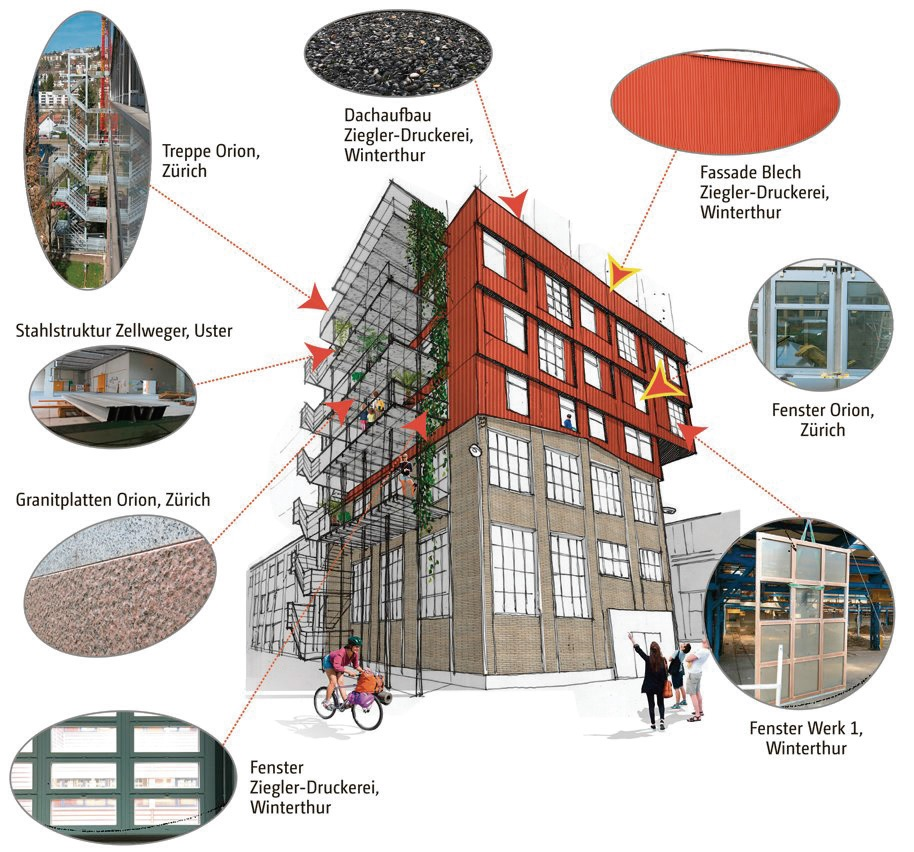 Dachaufbau
Ziegler-Druckerei,
Winterthur
Treppe Orion,
Zürich
Fassade Blech
Ziegler-Druckerei,
Winterthur
Stahlstruktur Zellweger, Uster
Fenster Orion,
Zürich
Granitplatten Orion, Zürich
Fenster Werk 1,
Winterthur
Fenster
Ziegler-Druckerei,
Winterthur